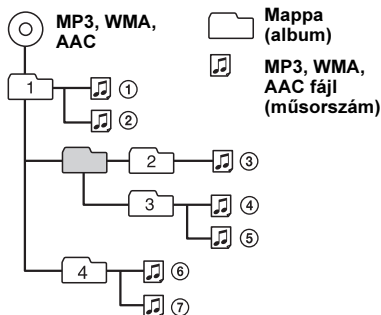 MP3, WMA,
AAC
Mappa
(album)
MP3, WMA,
AAC fájl
(műsorszám)
1
①
②
2
③
3
④
⑤
4
⑥
⑦